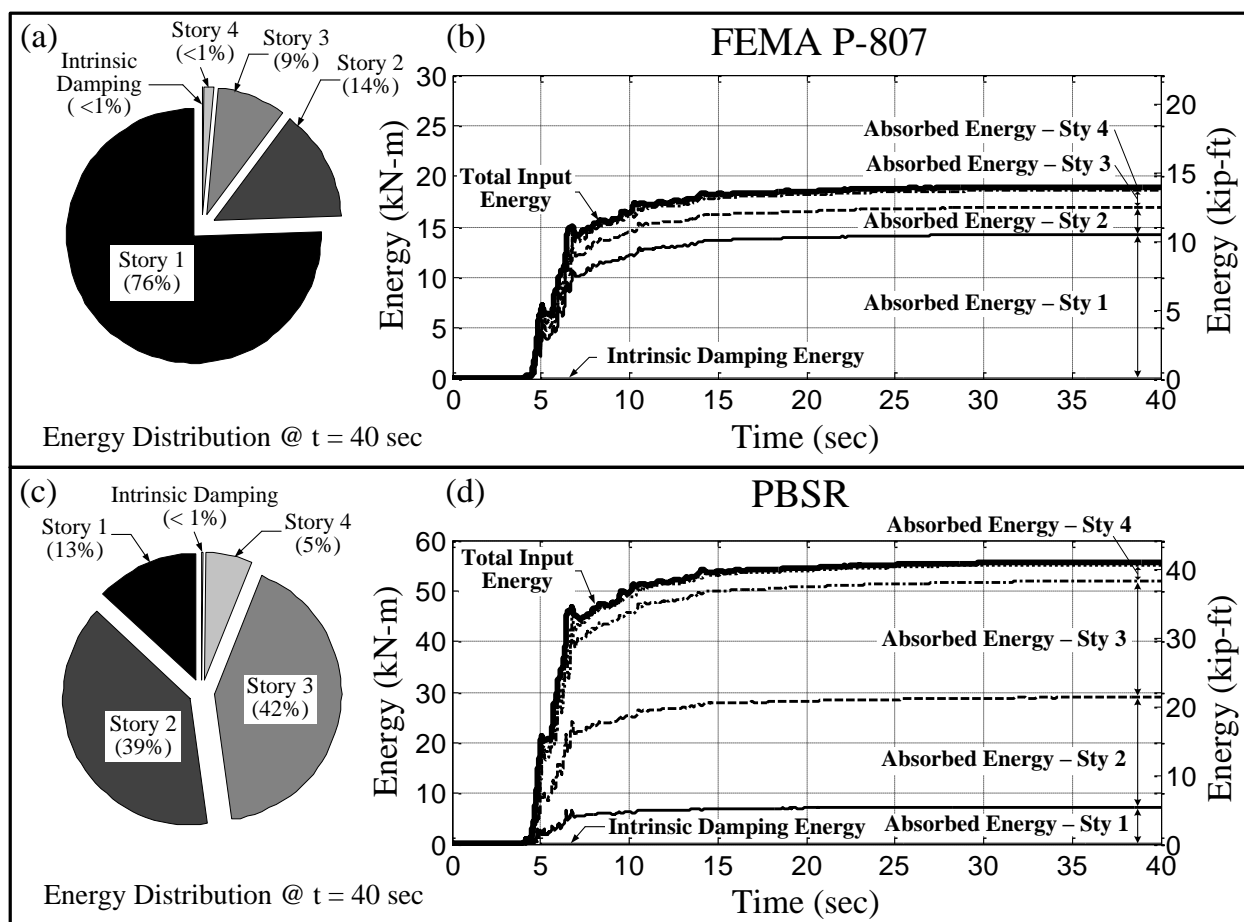 (a)
Story 4
(<1%)
Story 3
(9%)
Story 2
(14%)
Intrinsic
Damping
( <1%)
Story 1
(76%)
Energy Distribution @ t = 40 sec
(b)
FEMA P-807
Energy (kN-m)
30
25
20
15
10
5
0
Total Input
Energy
Absorbed Energy – Sty 4
Absorbed Energy – Sty 3
Absorbed Energy – Sty 2
Absorbed Energy – Sty 1
Intrinsic Damping Energy
20
15
10
5
0
Energy (kip-ft)
0 5 10 15 20 25 30 35 40
Time (sec)
(c)
Intrinsic Damping
(< 1%)
Story 4
(5%)
Story 1
(13%)
Story 3
(42%)
Story 2
(39%)
Energy Distribution @ t = 40 sec
(d)
PBSR
Energy (kN-m)
60
50
40
30
20
10
0
Total Input
Energy
Absorbed Energy – Sty 4
Absorbed Energy – Sty 3
Absorbed Energy – Sty 2
Absorbed Energy – Sty 1
Intrinsic Damping Energy
40
30
20
10
0
Energy (kip-ft)
0 5 10 15 20 25 30 35 40
Time (sec)